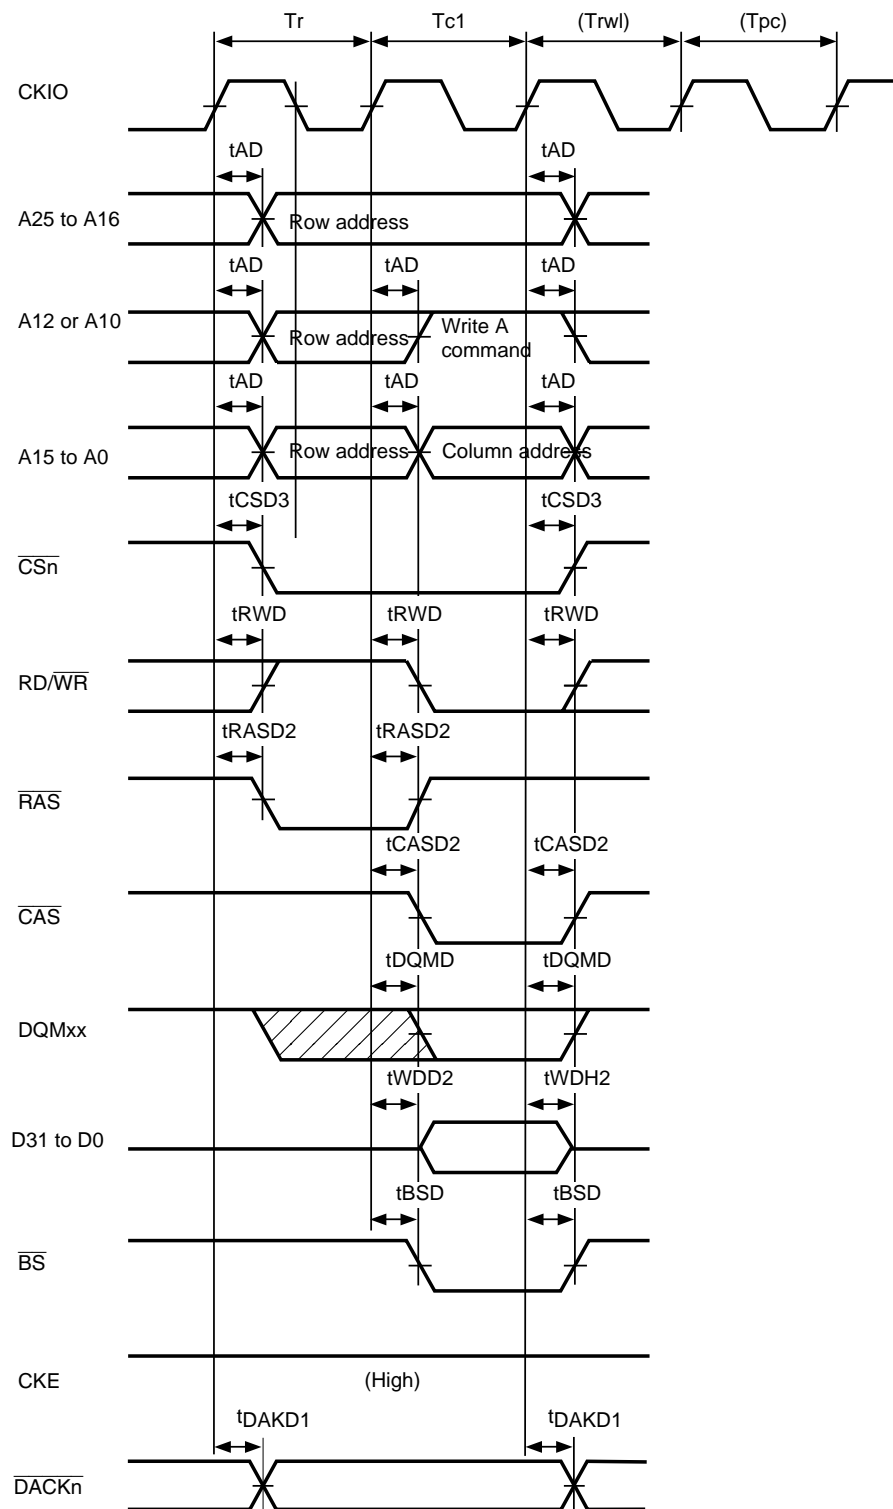 Tr Tc1 (Trwl) (Tpc)
CKIO
tAD tAD
A25 to A16 Row address
tAD tAD tAD
A12 or A10 Row address Write A command
tAD tAD tAD
A15 to A0 Row address Column address
tCSD3 tCSD3
CSn
tRWD tRWD tRWD
RD/WR
tRASD2 tRASD2
RAS
tCASD2 tCASD2
CAS
tDQMD tDQMD
DQMxx
tWDD2 tWDH2
D31 to D0
tBSD tBSD
BS
CKE (High)
tDAKD1 tDAKD1
DACKn